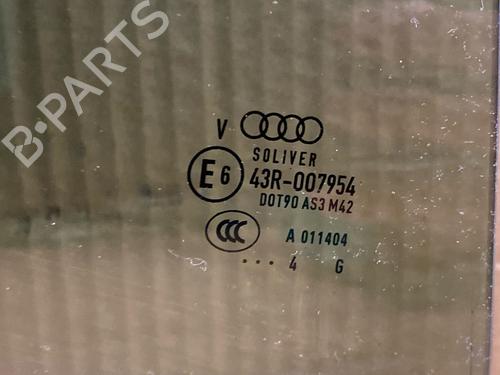 B-PARTS
V
SOLIVER
E6 43R-007954
DOT90 AS3 M42
CCC A 011404
... 4 G